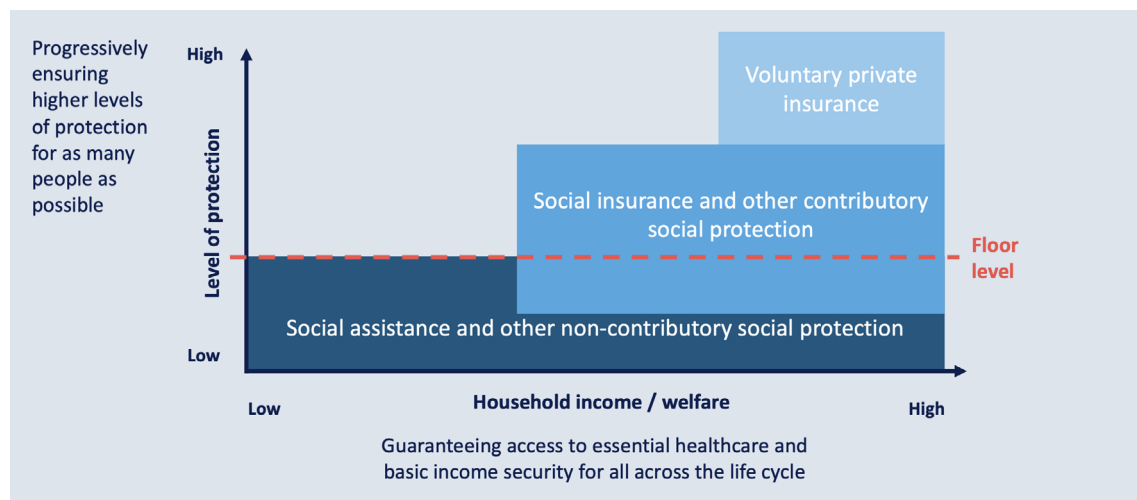 Progressively
ensuring
higher levels
of protection
for as many
people as
possible
High
Level of protection
Low
Voluntary private
insurance
Social insurance and other contributory
social protection
Floor
level
Social assistance and other non-contributory social protection
Low
Household income / welfare
High
Guaranteeing access to essential healthcare and
basic income security for all across the life cycle